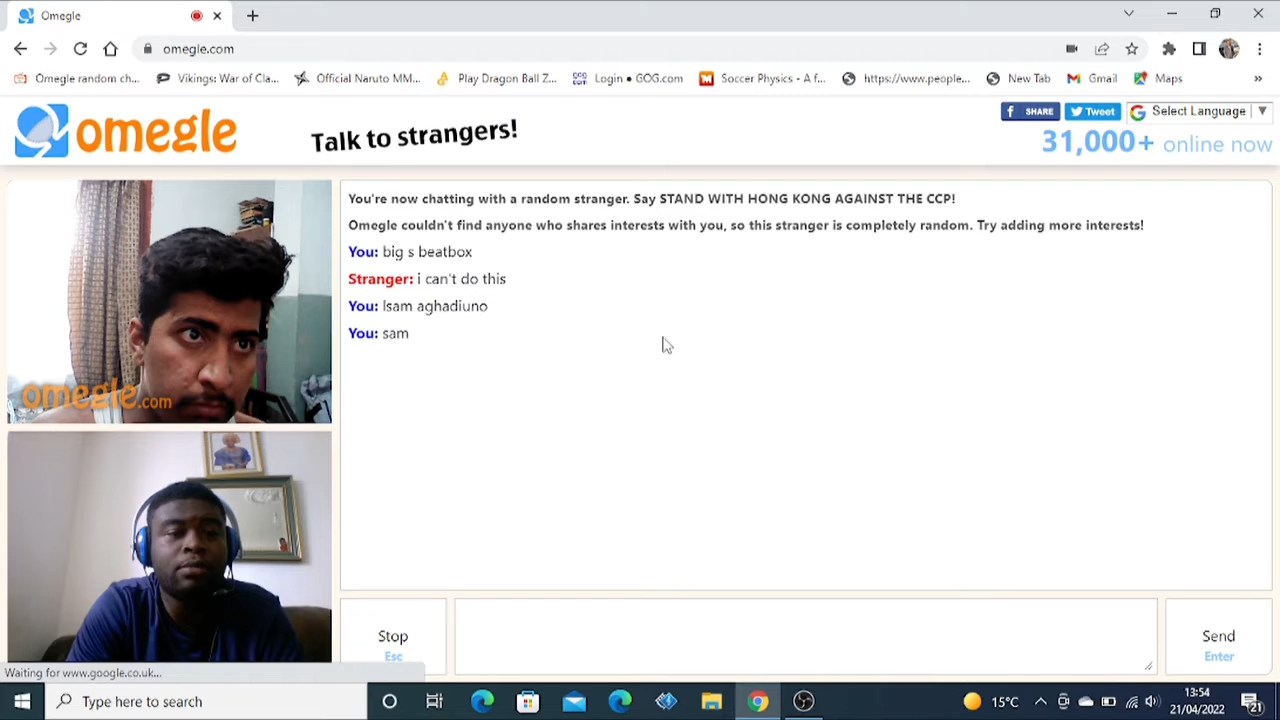 Omegle
omegle.com
Omegle random ch...
Vikings: War of Cla...
Official Naruto MM...
Play Dragon Ball Z...
Login ● GOG.com
Soccer Physics - A f...
https://www.people...
New Tab
Gmail
Maps
»
omegle
Talk to strangers!
SHARE
Tweet
Select Language
31,000+ online now
You're now chatting with a random stranger. Say STAND WITH HONG KONG AGAINST THE CCP!
Omegle couldn't find anyone who shares interests with you, so this stranger is completely random. Try adding more interests!
You: big s beatbox
Stranger: i can't do this
You: Isam aghadiuno
You: sam
omegle.com
Stop
Esc
Send
Enter
Waiting for www.google.co.uk...
Type here to search
15°C
13:54
21/04/2022
21